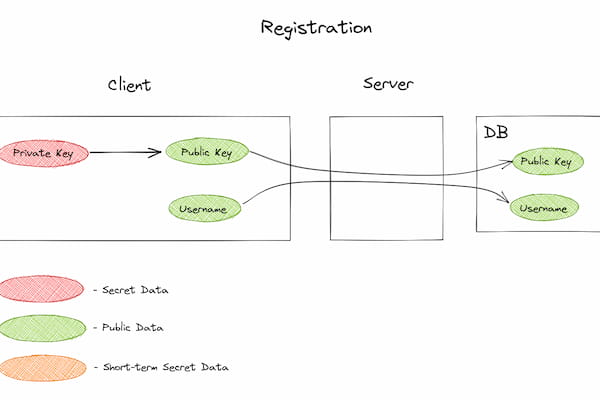 Registration
Client
Server
DB
Private Key
Public Key
Public Key
Username
Username
- Secret Data
- Public Data
- Short-term Secret Data